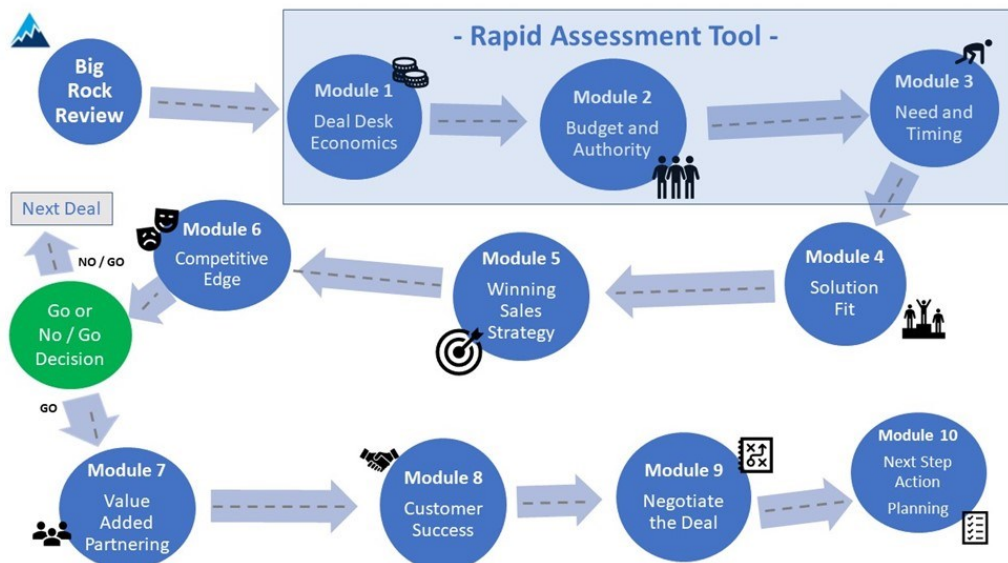 - Rapid Assessment Tool -
Big
Rock
Review
Module 1
Deal Desk
Economics
Module 2
Budget and
Authority
Module 3
Need and
Timing
Module 4
Solution
Fit
Module 5
Winning
Sales
Strategy
Module 6
Competitive
Edge
Next Deal
NO / GO
Go or
No / Go
Decision
GO
Module 7
Value
Added
Partnering
Module 8
Customer
Success
Module 9
Negotiate
the Deal
Module 10
Next Step
Action
Planning